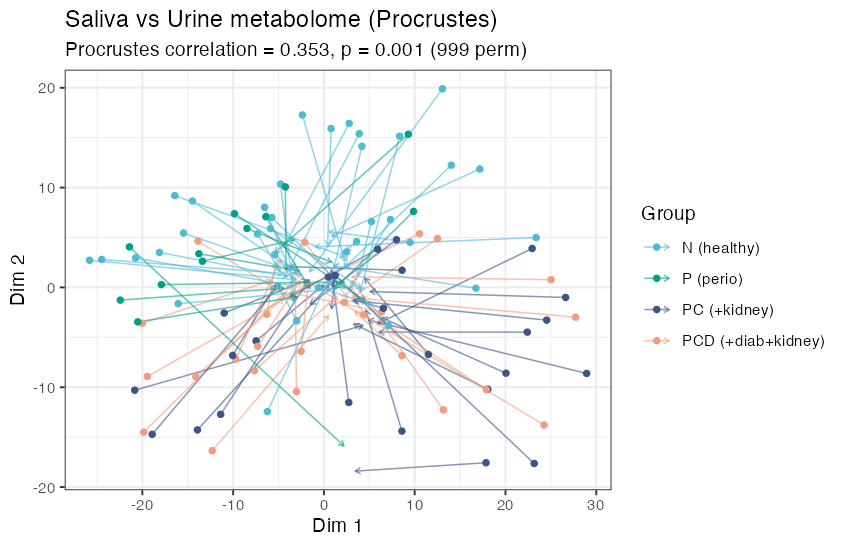 Saliva vs Urine metabolome (Procrustes)
Procrustes correlation = 0.353, p = 0.001 (999 perm)
20
10
0
-10
-20
Dim 2
-20
-10
0
10
20
30
Dim 1
Group
N (healthy)
P (perio)
PC (+kidney)
PCD (+diab+kidney)